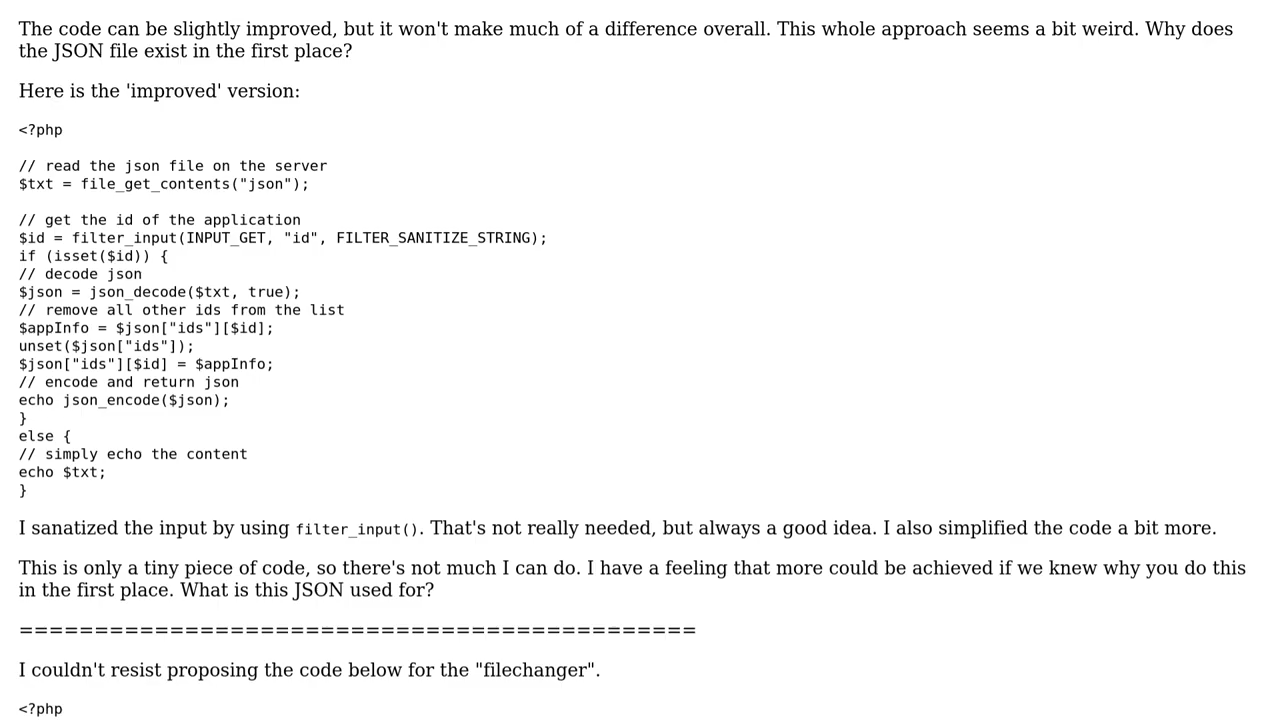 The code can be slightly improved, but it won't make much of a difference overall. This whole approach seems a bit weird. Why does
the JSON file exist in the first place?
Here is the 'improved' version:
<?php
// read the json file on the server
$txt = file_get_contents("json");
// get the id of the application
$id = filter_input(INPUT_GET, "id", FILTER_SANITIZE_STRING);
if (isset($id)) {
// decode json
$json = json_decode($txt, true);
// remove all other ids from the list
$appInfo = $json["ids"][$id];
unset($json["ids"]);
$json["ids"][$id] = $appInfo;
// encode and return json
echo json_encode($json);
}
else {
// simply echo the content
echo $txt;
}
I sanatized the input by using filter_input(). That's not really needed, but always a good idea. I also simplified the code a bit more.
This is only a tiny piece of code, so there's not much I can do. I have a feeling that more could be achieved if we knew why you do this
in the first place. What is this JSON used for?
=============================================
I couldn't resist proposing the code below for the "filechanger".
<?php